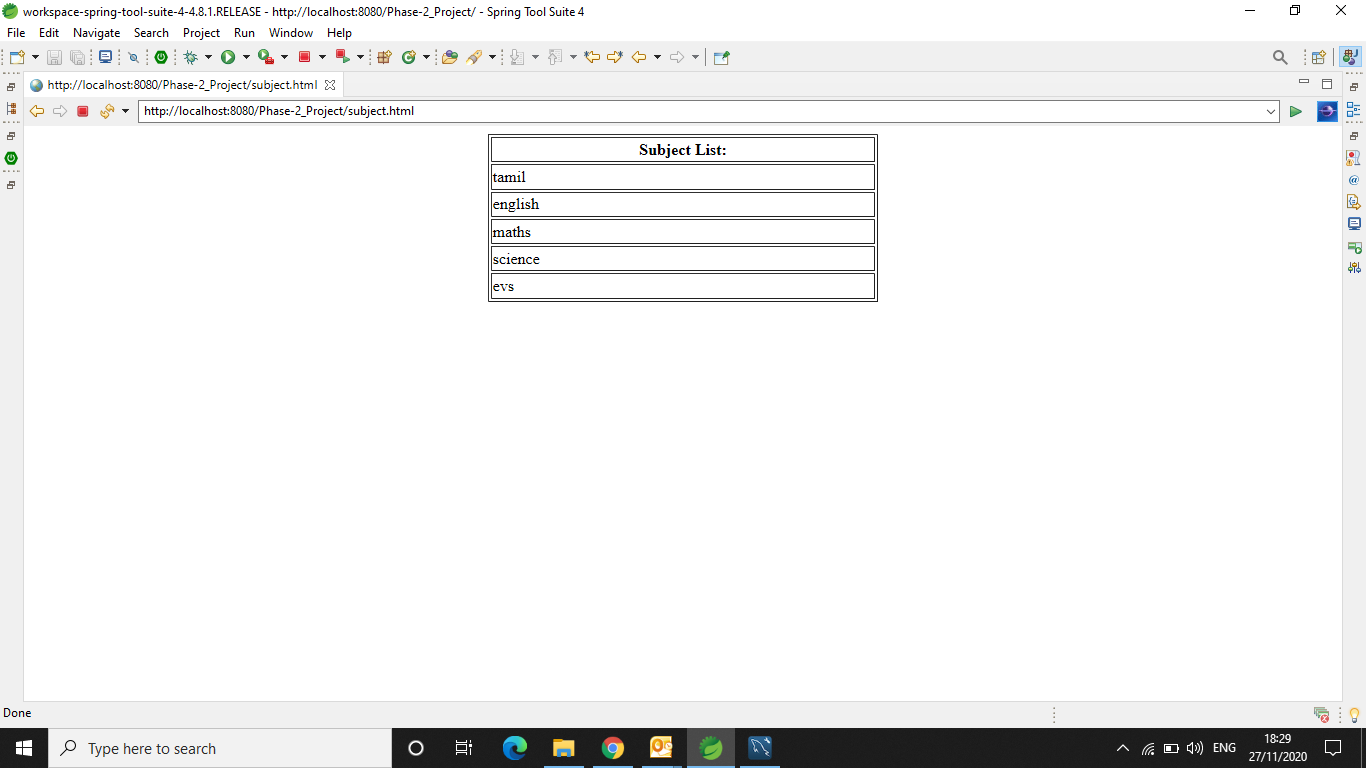 workspace-spring-tool-suite-4-4.8.1.RELEASE - http://localhost:8080/Phase-2_Project/ - Spring Tool Suite 4
File Edit Navigate Search Project Run Window Help
http://localhost:8080/Phase-2_Project/subject.html
http://localhost:8080/Phase-2_Project/subject.html
Subject List:
tamil
english
maths
science
evs
Done
Type here to search
ENG
18:29
27/11/2020